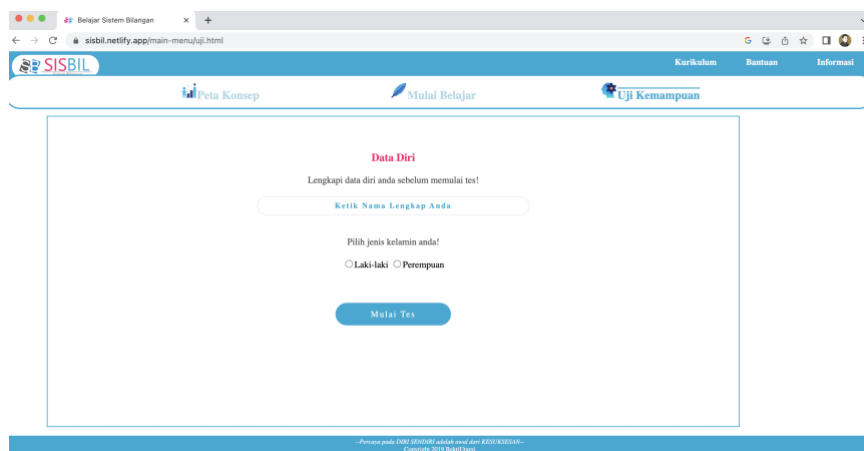 Belajar Sistem Bilangan
sisbil.netlify.app/main-menu/uji.html
SISBIL
Kurikulum Bantuan Informasi
Peta Konsep Mulai Belajar Uji Kemampuan
Data Diri
Lengkapi data diri anda sebelum memulai tes!
Ketik Nama Lengkap Anda
Pilih jenis kelamin anda!
Laki-laki Perempuan
Mulai Tes
--Percaya pada DIRI SENDIRI adalah awal dari KESUKSESAN--
Copyright 2019